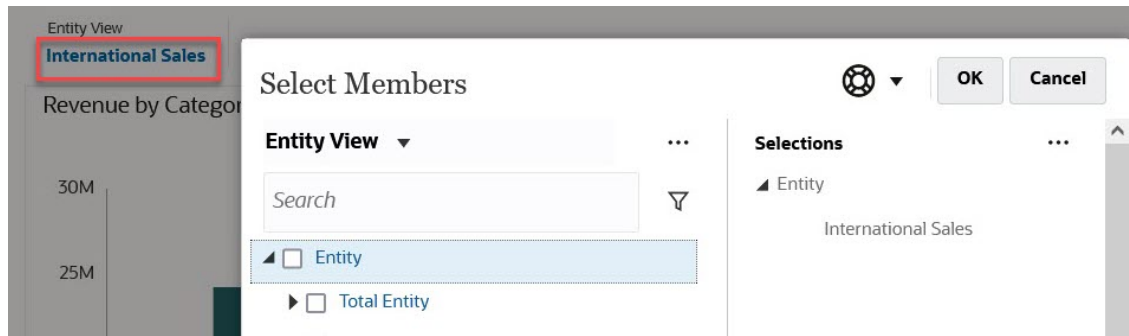 Entity View
International Sales
Revenue by Categor
30M
25M
Select Members
OK
Cancel
Entity View
...
Search
Entity
Total Entity
Selections
...
Entity
International Sales